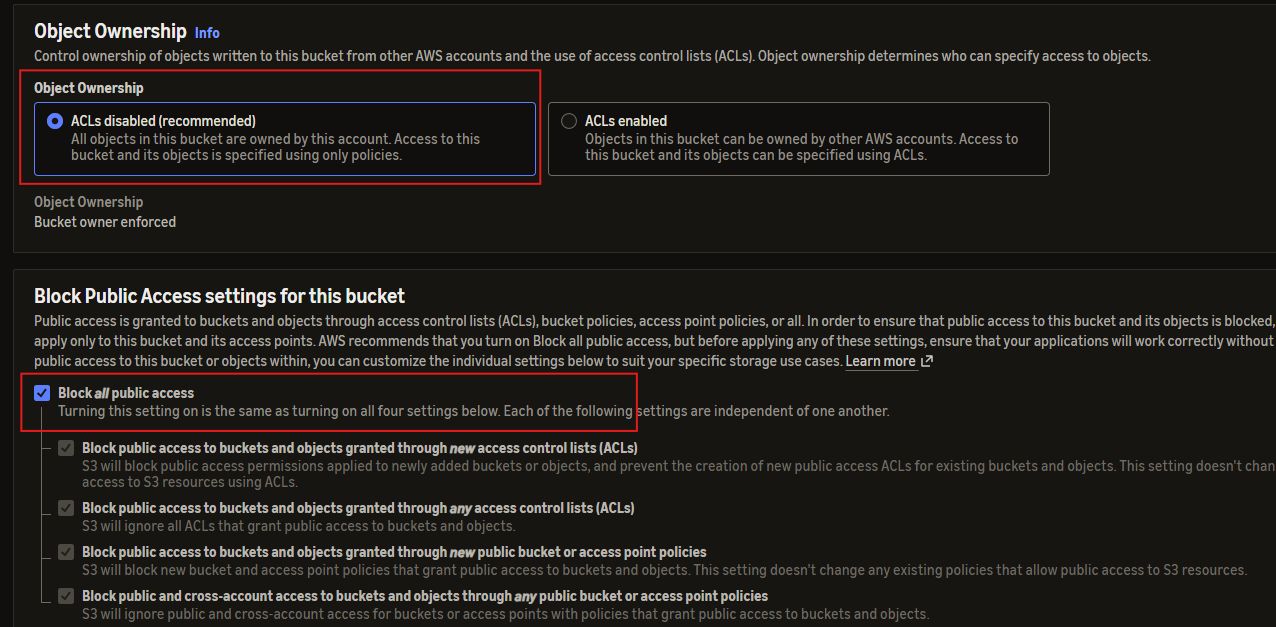 Object Ownership Info
Control ownership of objects written to this bucket from other AWS accounts and the use of access control lists (ACLs). Object ownership determines who can specify access to objects.
Object Ownership
ACLs disabled (recommended)
All objects in this bucket are owned by this account. Access to this
bucket and its objects is specified using only policies.
ACLs enabled
Objects in this bucket can be owned by other AWS accounts. Access to
this bucket and its objects can be specified using ACLs.
Object Ownership
Bucket owner enforced
Block Public Access settings for this bucket
Public access is granted to buckets and objects through access control lists (ACLs), bucket policies, access point policies, or all. In order to ensure that public access to this bucket and its objects is blocked,
apply only to this bucket and its access points. AWS recommends that you turn on Block all public access, but before applying any of these settings, ensure that your applications will work correctly without
public access to this bucket or objects within, you can customize the individual settings below to suit your specific storage use cases. Learn more
Block all public access
Turning this setting on is the same as turning on all four settings below. Each of the following settings are independent of one another.
Block public access to buckets and objects granted through new access control lists (ACLs)
S3 will block public access permissions applied to newly added buckets or objects, and prevent the creation of new public access ACLs for existing buckets and objects. This setting doesn't chan
access to S3 resources using ACLs.
Block public access to buckets and objects granted through any access control lists (ACLs)
S3 will ignore all ACLs that grant public access to buckets and objects.
Block public access to buckets and objects granted through new public bucket or access point policies
S3 will block new bucket and access point policies that grant public access to buckets and objects. This setting doesn't change any existing policies that allow public access to S3 resources.
Block public and cross-account access to buckets and objects through any public bucket or access point policies
S3 will ignore public and cross-account access for buckets or access points with policies that grant public access to buckets and objects.